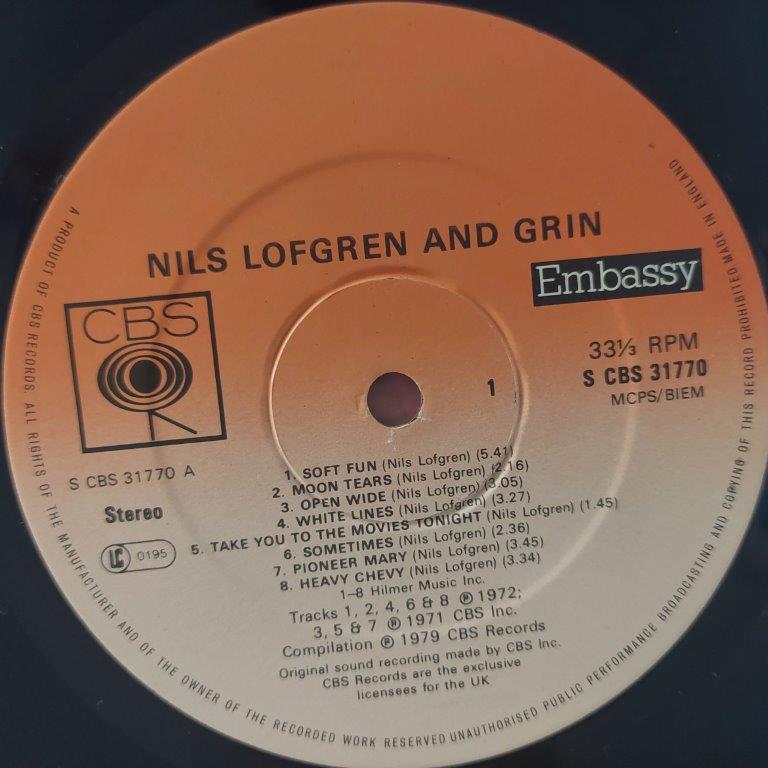 NILS LOFGREN AND GRIN
Embassy
CBS
33⅓ RPM
S CBS 31770
MCPS/BIEM
1
S CBS 31770 A
Stereo
LC 0195
1. SOFT FUN (Nils Lofgren) (5.41)
2. MOON TEARS (Nils Lofgren) (2.16)
3. OPEN WIDE (Nils Lofgren) (3.05)
4. WHITE LINES (Nils Lofgren) (3.27)
5. TAKE YOU TO THE MOVIES TONIGHT (Nils Lofgren) (1.45)
6. SOMETIMES (Nils Lofgren) (2.36)
7. PIONEER MARY (Nils Lofgren) (3.45)
8. HEAVY CHEVY (Nils Lofgren) (3.34)
1–8 Hilmer Music Inc.
Tracks 1, 2, 4, 6 & 8 ℗ 1972;
3, 5 & 7 ℗ 1971 CBS Inc.
Compilation ℗ 1979 CBS Records
Original sound recording made by CBS Inc.
CBS Records are the exclusive
licensees for the UK
A PRODUCT OF CBS RECORDS. ALL RIGHTS OF THE MANUFACTURER AND OF THE OWNER OF THE RECORDED WORK RESERVED UNAUTHORISED PUBLIC PERFORMANCE BROADCASTING AND COPYING OF THIS RECORD PROHIBITED MADE IN ENGLAND